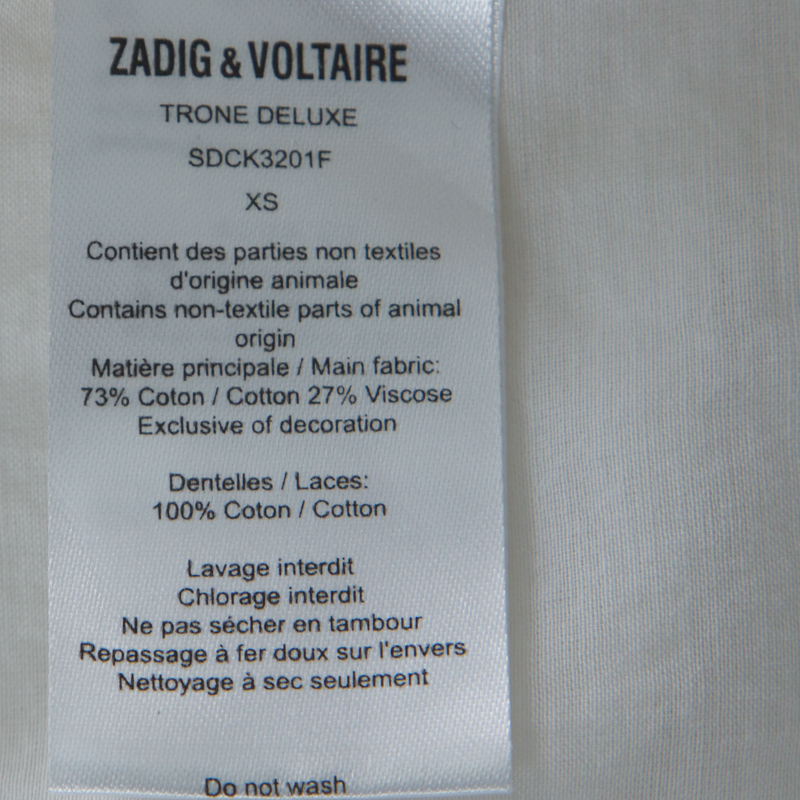 ZADIG & VOLTAIRE
TRONE DELUXE
SDCK3201F
XS
Contient des parties non textiles
d'origine animale
Contains non-textile parts of animal
origin
Matière principale / Main fabric:
73% Coton / Cotton 27% Viscose
Exclusive of decoration
Dentelles / Laces:
100% Coton / Cotton
Lavage interdit
Chlorage interdit
Ne pas sécher en tambour
Repassage à fer doux sur l'envers
Nettoyage à sec seulement
Do not wash